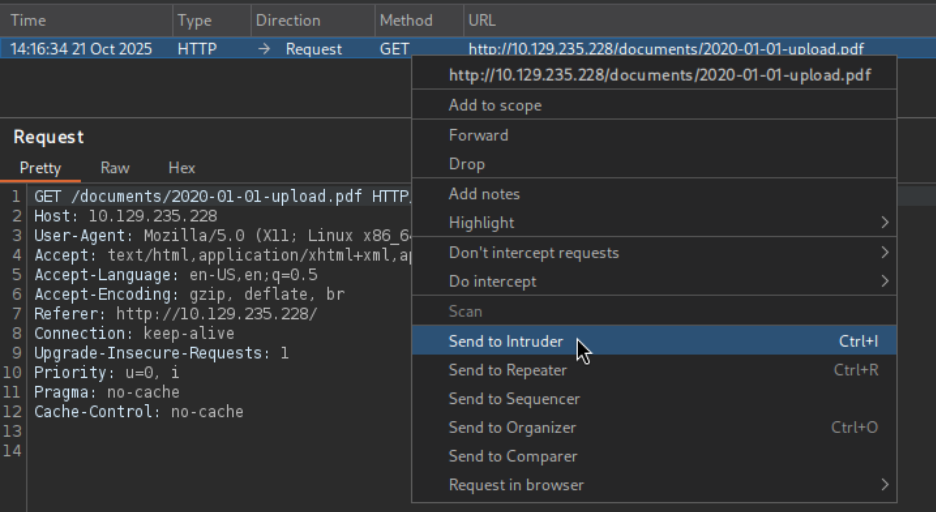 Time Type Direction Method URL
14:16:34 21 Oct 2025 HTTP → Request GET http://10.129.235.228/documents/2020-01-01-upload.pdf
http://10.129.235.228/documents/2020-01-01-upload.pdf
Add to scope
Forward
Drop
Add notes
Highlight
Don't intercept requests
Do intercept
Scan
Send to Intruder Ctrl+I
Send to Repeater Ctrl+R
Send to Sequencer
Send to Organizer Ctrl+O
Send to Comparer
Request in browser
Request
Pretty Raw Hex
1 GET /documents/2020-01-01-upload.pdf HTTP
2 Host: 10.129.235.228
3 User-Agent: Mozilla/5.0 (X11; Linux x86_6
4 Accept: text/html,application/xhtml+xml,a
5 Accept-Language: en-US,en;q=0.5
6 Accept-Encoding: gzip, deflate, br
7 Referer: http://10.129.235.228/
8 Connection: keep-alive
9 Upgrade-Insecure-Requests: 1
10 Priority: u=0, i
11 Pragma: no-cache
12 Cache-Control: no-cache
13
14